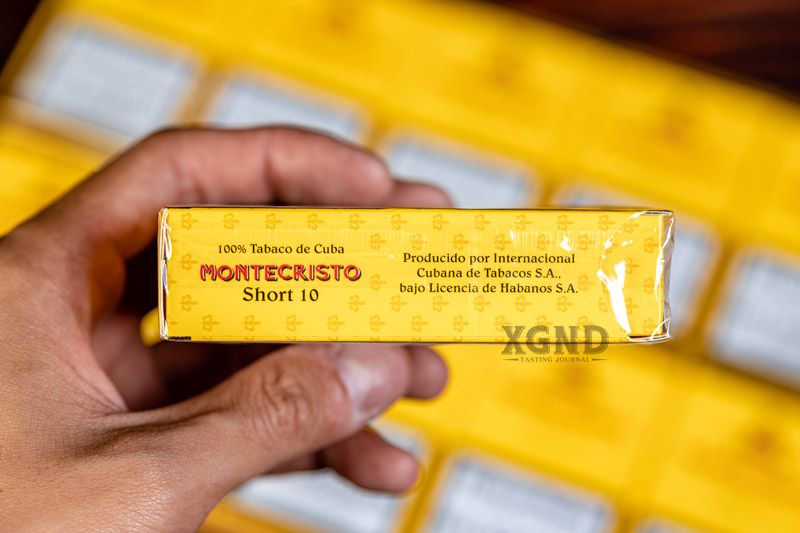 100% Tabaco de Cuba
MONTECRISTO
Short 10
Producido por Internacional
Cubana de Tabacos S.A.,
bajo Licencia de Habanos S.A.
XGND
TASTING JOURNAL